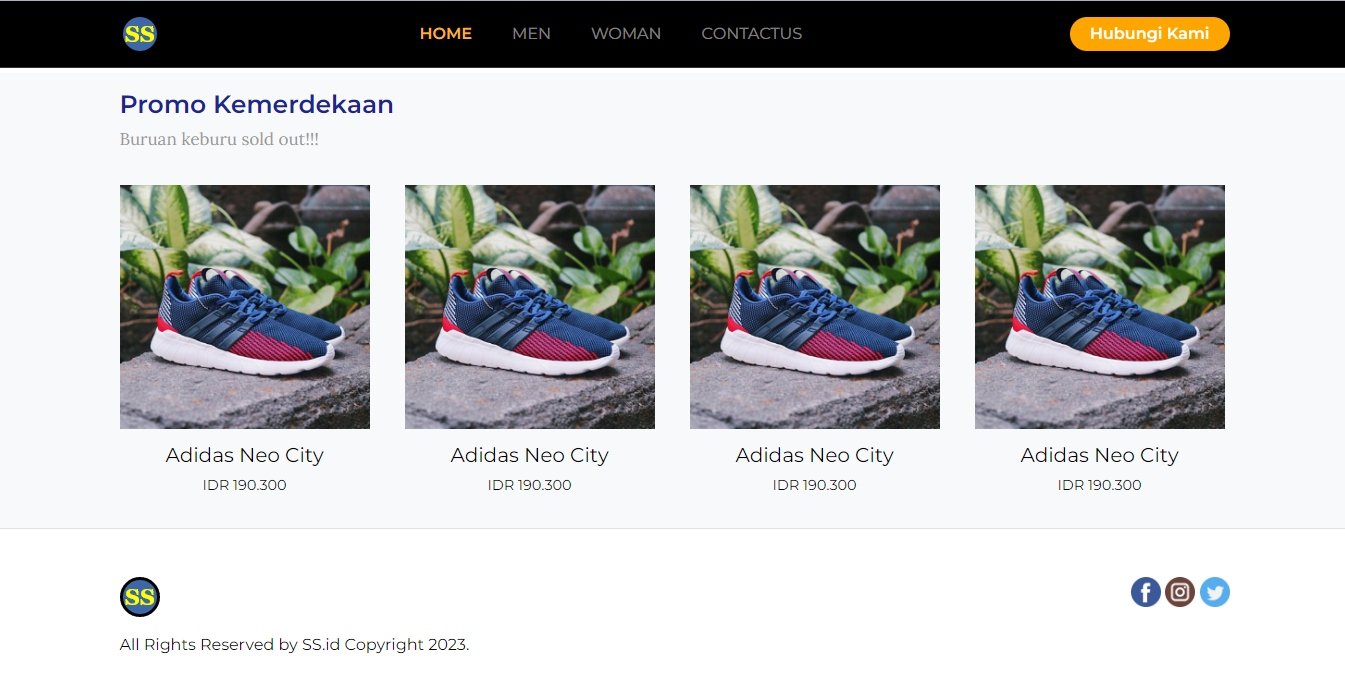 SS HOME MEN WOMAN CONTACTUS Hubungi Kami
Promo Kemerdekaan
Buruan keburu sold out!!!
Adidas Neo City Adidas Neo City Adidas Neo City Adidas Neo City
IDR 190.300 IDR 190.300 IDR 190.300 IDR 190.300
SS
All Rights Reserved by SS.id Copyright 2023.